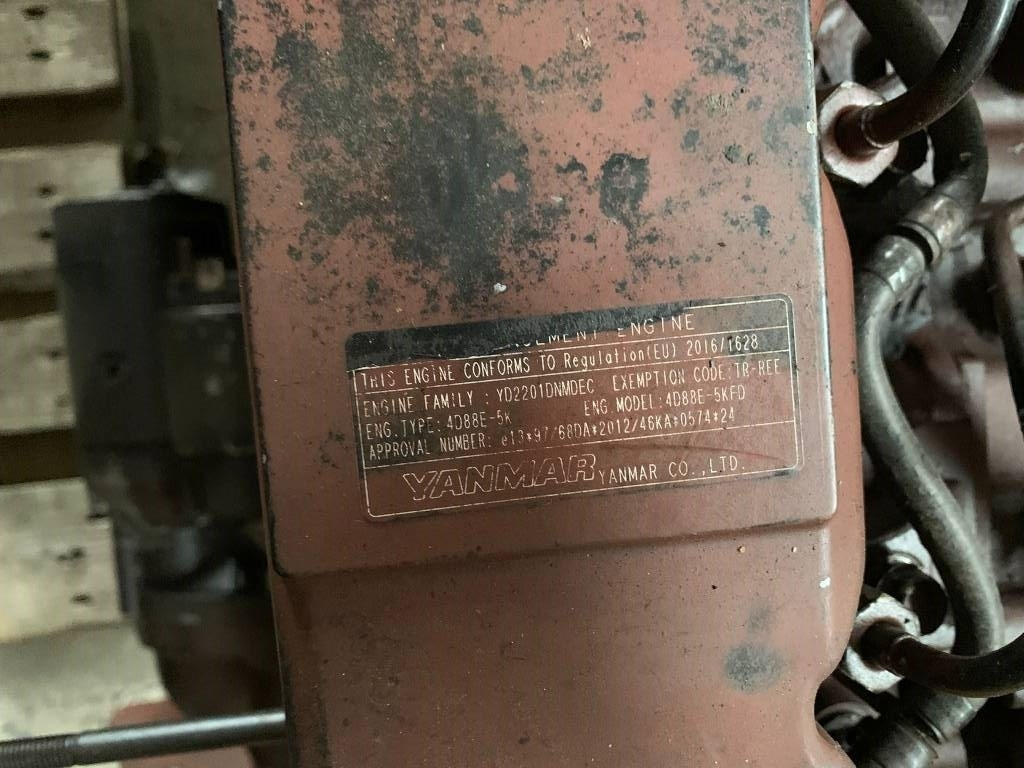 ENGINE
THIS ENGINE CONFORMS TO Regulation(EU) 2016/1628
ENGINE FAMILY : YD2201DNMDEC EXEMPTION CODE:TR-REE
ENG.TYPE: 4D88E-5K ENG.MODEL:4D88E-5KFD
APPROVAL NUMBER: e13*97/68DA*2012/46KA*0574*24
YANMAR YANMAR CO.,LTD.